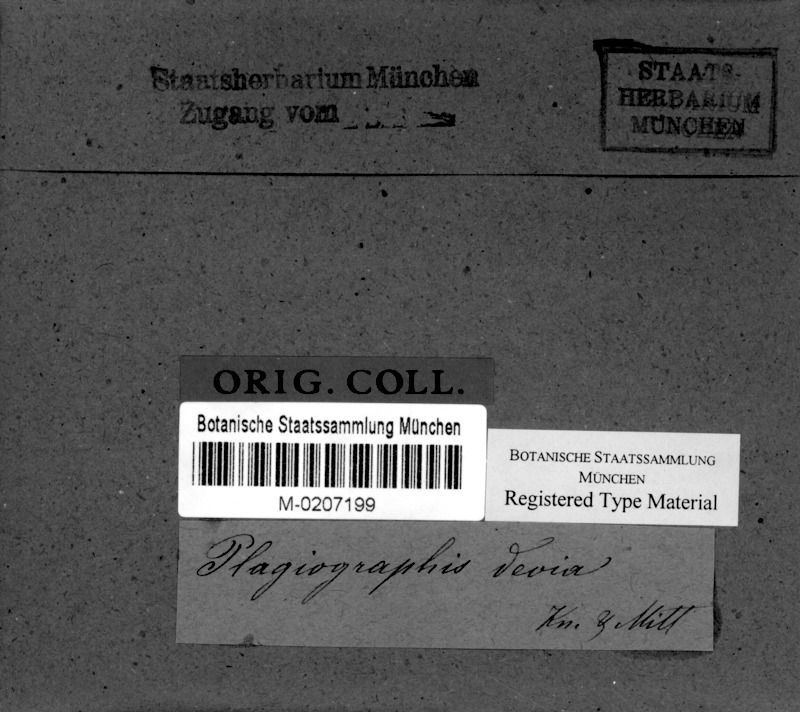 Staatsherbarium München
Zugang vom
STAATS-
HERBARIUM
MÜNCHEN
ORIG. COLL.
Botanische Staatssammlung München
M-0207199
BOTANISCHE STAATSSAMMLUNG
MÜNCHEN
Registered Type Material
Plagiographis devia
Kn. & Mitt